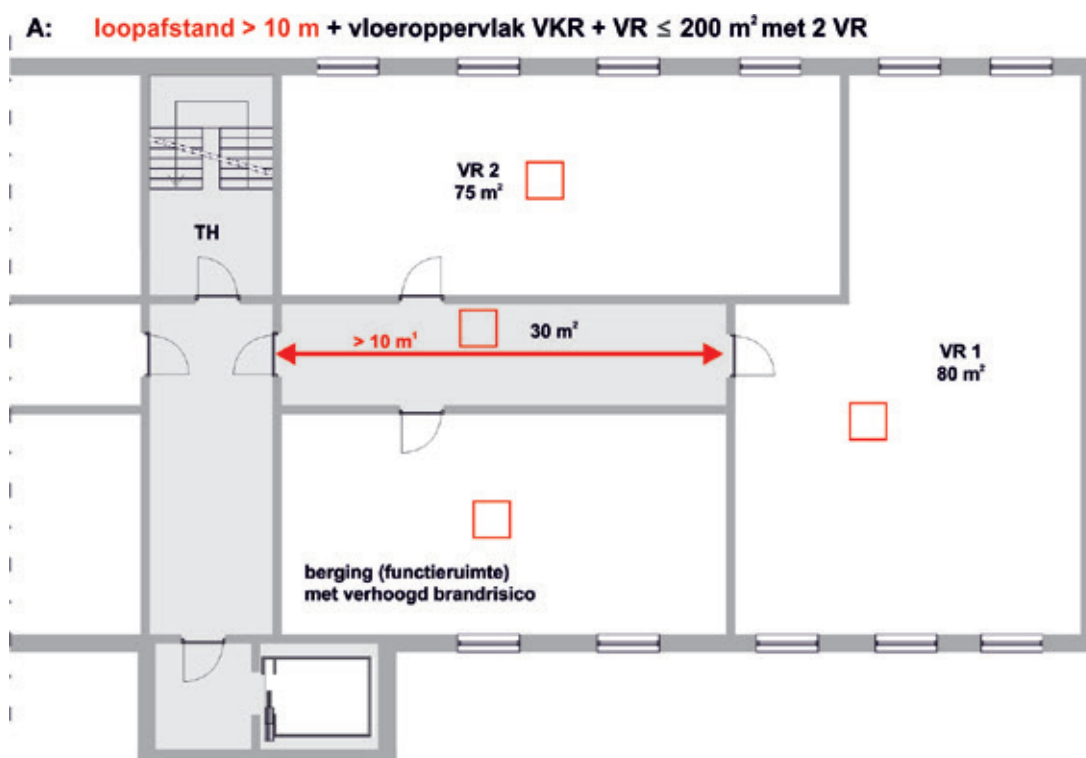 A: loopafstand > 10 m + vloeroppervlak VKR + VR ≤ 200 m² met 2 VR
VR 2
75 m²
TH
> 10 m¹
30 m²
VR 1
80 m²
berging (functieruimte)
met verhoogd brandrisico